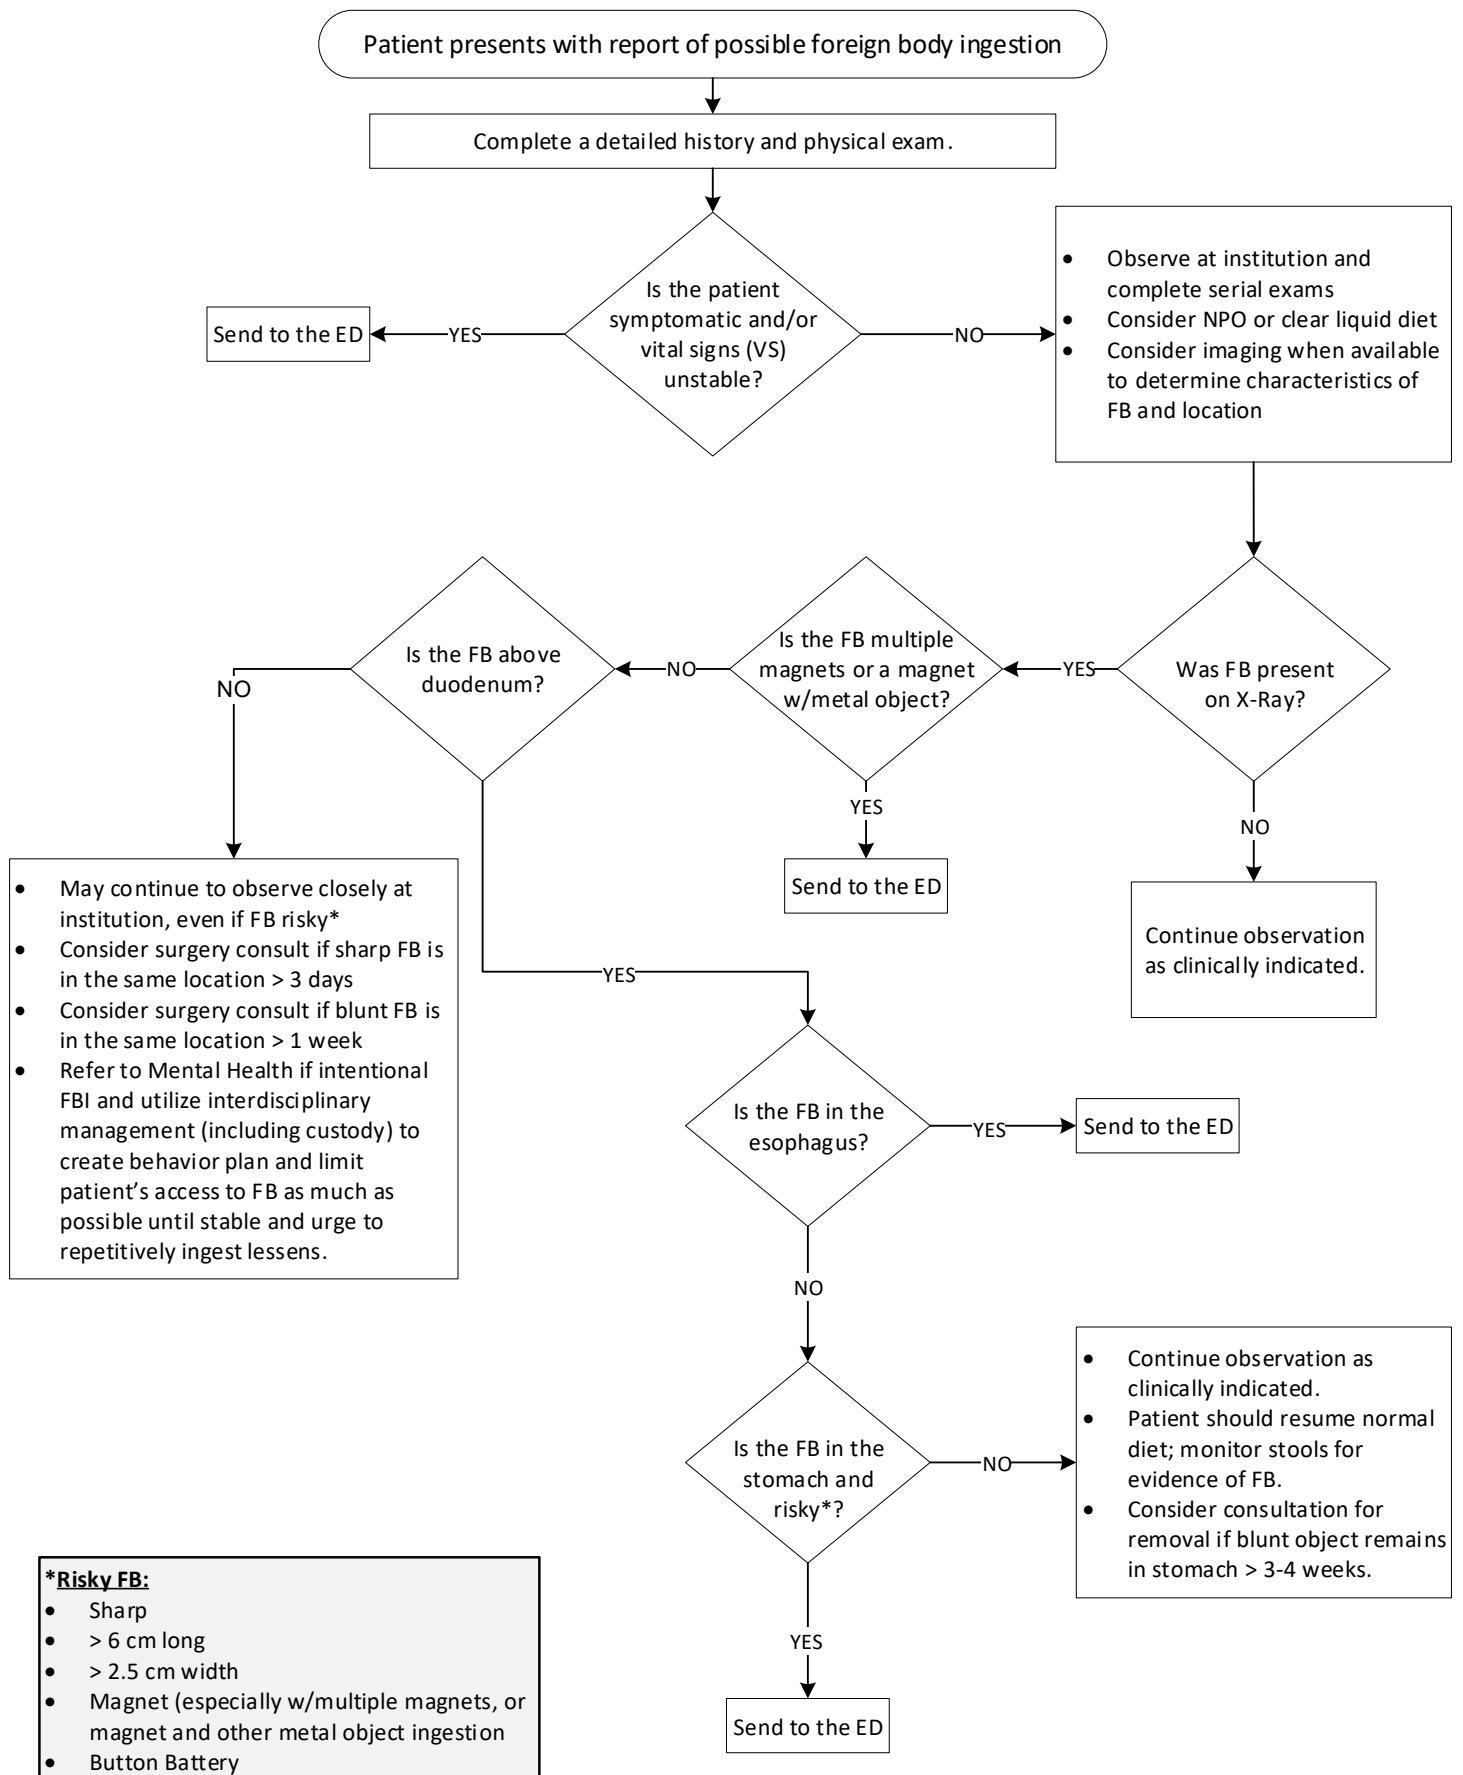 Patient presents with report of possible foreign body ingestion
Complete a detailed history and physical exam.
Is the patient
symptomatic and/or
vital signs (VS)
unstable?
YES
Send to the ED
NO
• Observe at institution and
complete serial exams
• Consider NPO or clear liquid diet
• Consider imaging when available
to determine characteristics of
FB and location
Was FB present
on X-Ray?
YES
NO
Continue observation
as clinically indicated.
Is the FB multiple
magnets or a magnet
w/metal object?
NO
YES
Send to the ED
Is the FB above
duodenum?
NO
• May continue to observe closely at
institution, even if FB risky*
• Consider surgery consult if sharp FB is
in the same location > 3 days
• Consider surgery consult if blunt FB is
in the same location > 1 week
• Refer to Mental Health if intentional
FBI and utilize interdisciplinary
management (including custody) to
create behavior plan and limit
patient’s access to FB as much as
possible until stable and urge to
repetitively ingest lessens.
YES
Is the FB in the
esophagus?
YES
Send to the ED
NO
Is the FB in the
stomach and
risky*?
NO
• Continue observation as
clinically indicated.
• Patient should resume normal
diet; monitor stools for
evidence of FB.
• Consider consultation for
removal if blunt object remains
in stomach > 3-4 weeks.
YES
Send to the ED
*Risky FB:
• Sharp
• > 6 cm long
• > 2.5 cm width
• Magnet (especially w/multiple magnets, or
magnet and other metal object ingestion
• Button Battery